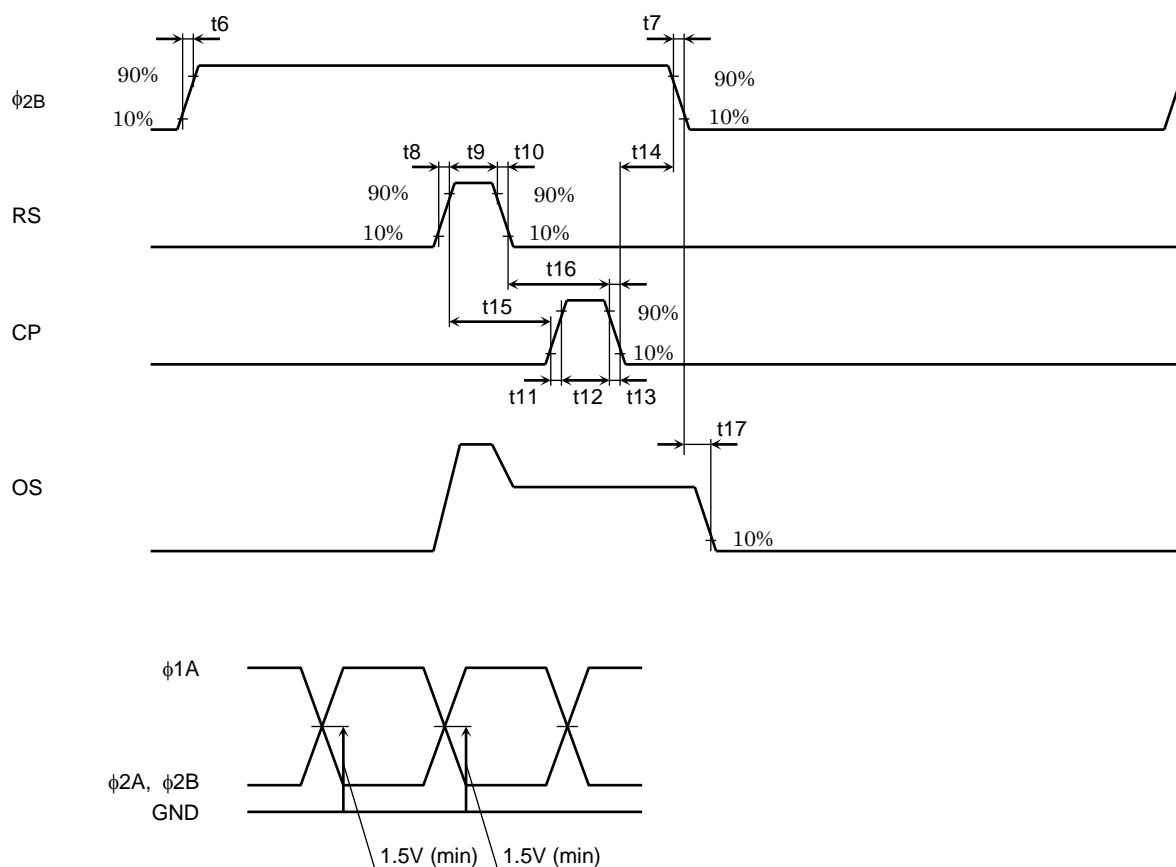 t6
t7
90%
90%
ϕ2B
10%
10%
t8
t9
t10
t14
90%
90%
RS
10%
10%
t16
t15
90%
CP
10%
t11
t12
t13
t17
OS
10%
ϕ1A
ϕ2A, ϕ2B
GND
1.5V (min)
1.5V (min)